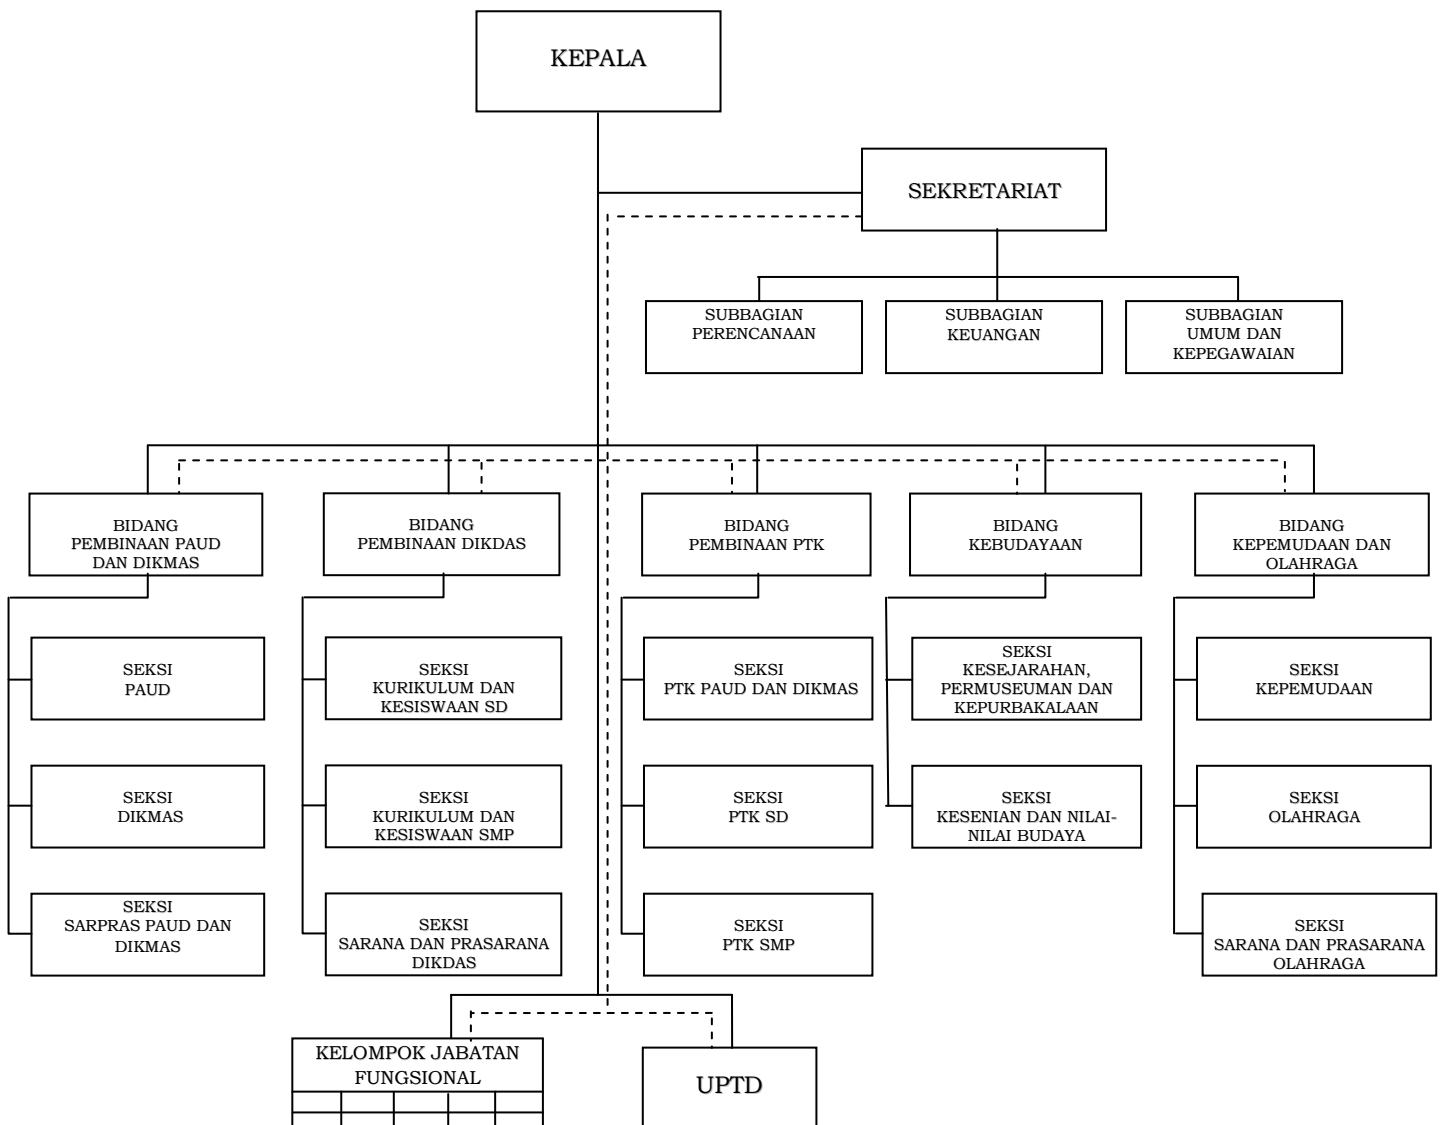 KEPALA
SEKRETARIAT
SUBBAGIAN
PERENCANAAN
SUBBAGIAN
KEUANGAN
SUBBAGIAN
UMUM DAN
KEPEGAWAIAN
BIDANG
PEMBINAAN PAUD
DAN DIKMAS
BIDANG
PEMBINAAN DIKDAS
BIDANG
PEMBINAAN PTK
BIDANG
KEBUDAYAAN
BIDANG
KEPEMUDAAN DAN
OLAHRAGA
SEKSI
PAUD
SEKSI
KURIKULUM DAN
KESISWAAN SD
SEKSI
PTK PAUD DAN DIKMAS
SEKSI
KESEJARAHAN,
PERMUSEUMAN DAN
KEPURBAKALAAN
SEKSI
KEPEMUDAAN
SEKSI
DIKMAS
SEKSI
KURIKULUM DAN
KESISWAAN SMP
SEKSI
PTK SD
SEKSI
KESENIAN DAN NILAI-
NILAI BUDAYA
SEKSI
OLAHRAGA
SEKSI
SARPRAS PAUD DAN
DIKMAS
SEKSI
SARANA DAN PRASARANA
DIKDAS
SEKSI
PTK SMP
SEKSI
SARANA DAN PRASARANA
OLAHRAGA
KELOMPOK JABATAN
FUNGSIONAL
UPTD